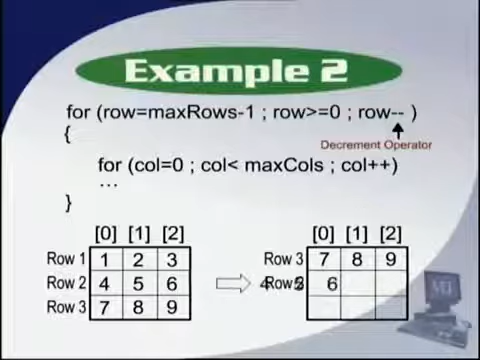 Example 2
for (row=maxRows-1 ; row>=0 ; row-- )
{
Decrement Operator
for (col=0 ; col< maxCols ; col++)
...
}
[0] [1] [2]
Row 1 1 2 3
Row 2 4 5 6
Row 3 7 8 9
[0] [1] [2]
Row 3 7 8 9
6